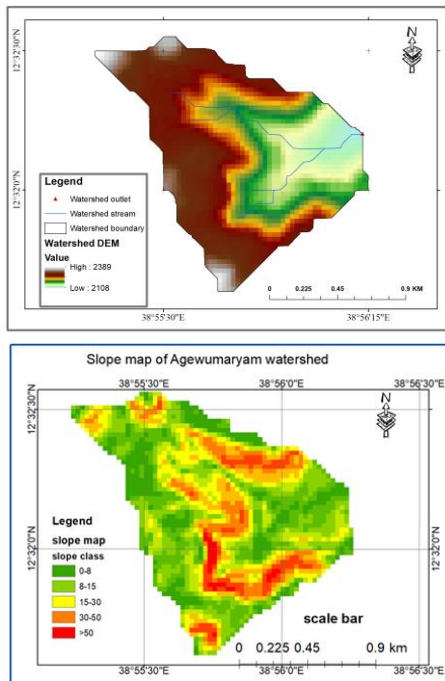 12°32'30"N
N
12°32'0"N
Legend
Watershed outlet
Watershed stream
Watershed boundary
Watershed DEM
Value
High : 2389
Low : 2108
0 0.225 0.45 0.9 KM
38°55'30"E 38°56'15"E
Slope map of Agewumaryam watershed
38°55'30"E 38°56'0"E 38°56'30"E
12°32'30"N
N
12°32'0"N
12°32'0"N
Legend
slope map
slope class
0-8
8-15
15-30
30-50
>50
scale bar
0 0.225 0.45 0.9 km
38°55'30"E 38°56'0"E 38°56'30"E